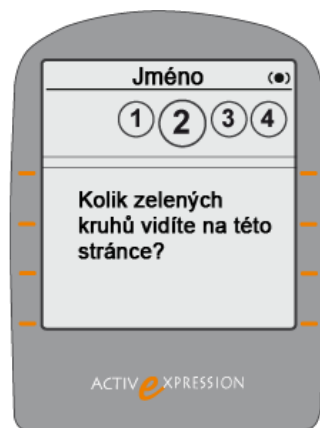 Jméno
1 2 3 4
Kolik zelených
kruhů vidíte na této
stránce?
ACTIVeXPRESSION